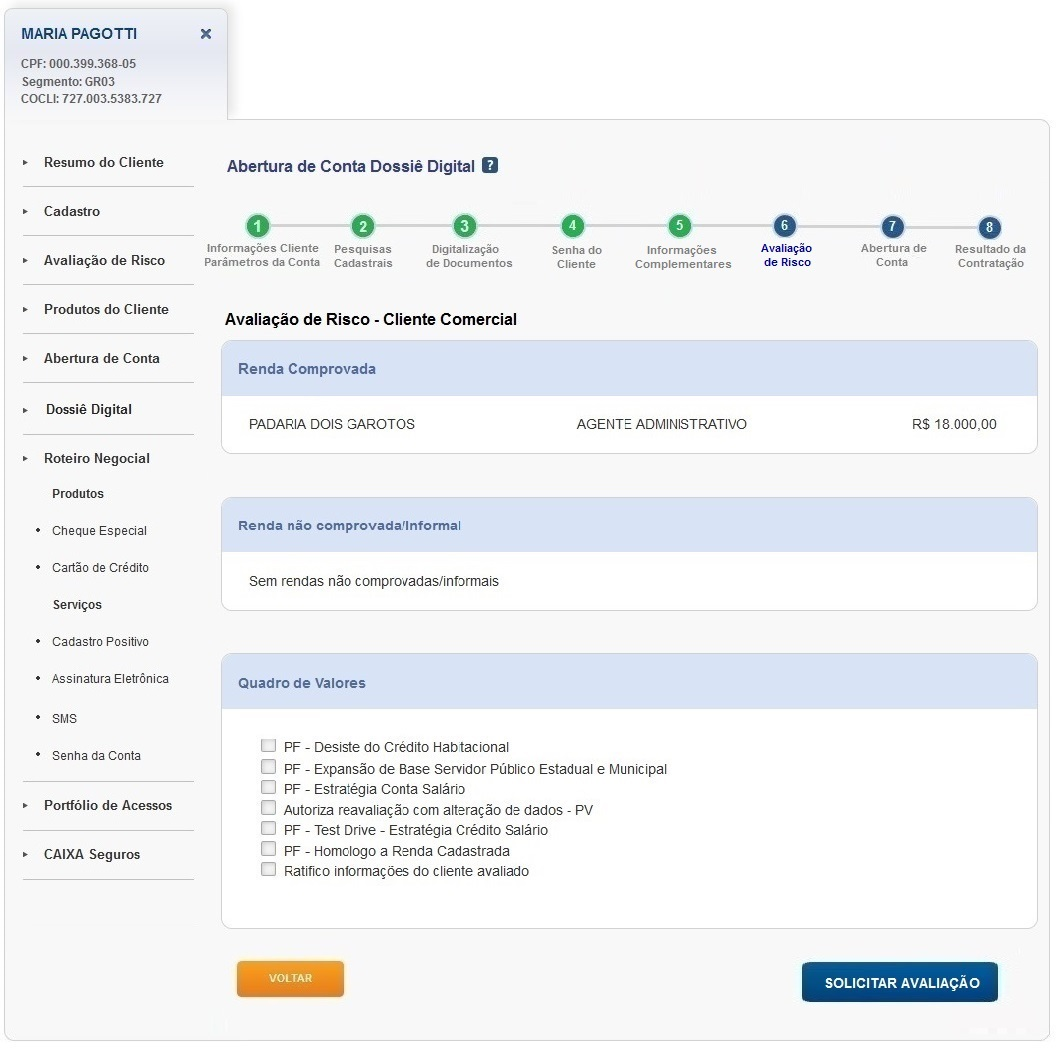 MARIA PAGOTTI
CPF: 000.399.368-05
Segmento: GR03
COCLI: 727.003.5383.727
Resumo do Cliente
Cadastro
Avaliação de Risco
Produtos do Cliente
Abertura de Conta
Dossiê Digital
Roteiro Negocial
Produtos
Cheque Especial
Cartão de Crédito
Serviços
Cadastro Positivo
Assinatura Eletrônica
SMS
Senha da Conta
Portfólio de Acessos
CAIXA Seguros
Abertura de Conta Dossiê Digital ?
1
Informações Cliente
Parâmetros da Conta
2
Pesquisas
Cadastrais
3
Digitalização
de Documentos
4
Senha do
Cliente
5
Informações
Complementares
6
Avaliação
de Risco
7
Abertura de
Conta
8
Resultado da
Contratação
Avaliação de Risco - Cliente Comercial
Renda Comprovada
PADARIA DOIS GAROTOS AGENTE ADMINISTRATIVO R$ 18.000,00
Renda não comprovada/Informal
Sem rendas não comprovadas/informais
Quadro de Valores
PF - Desiste do Crédito Habitacional
PF - Expansão de Base Servidor Público Estadual e Municipal
PF - Estratégia Conta Salário
Autoriza reavaliação com alteração de dados - PV
PF - Test Drive - Estratégia Crédito Salário
PF - Homologo a Renda Cadastrada
Ratifico informações do cliente avaliado
VOLTAR
SOLICITAR AVALIAÇÃO